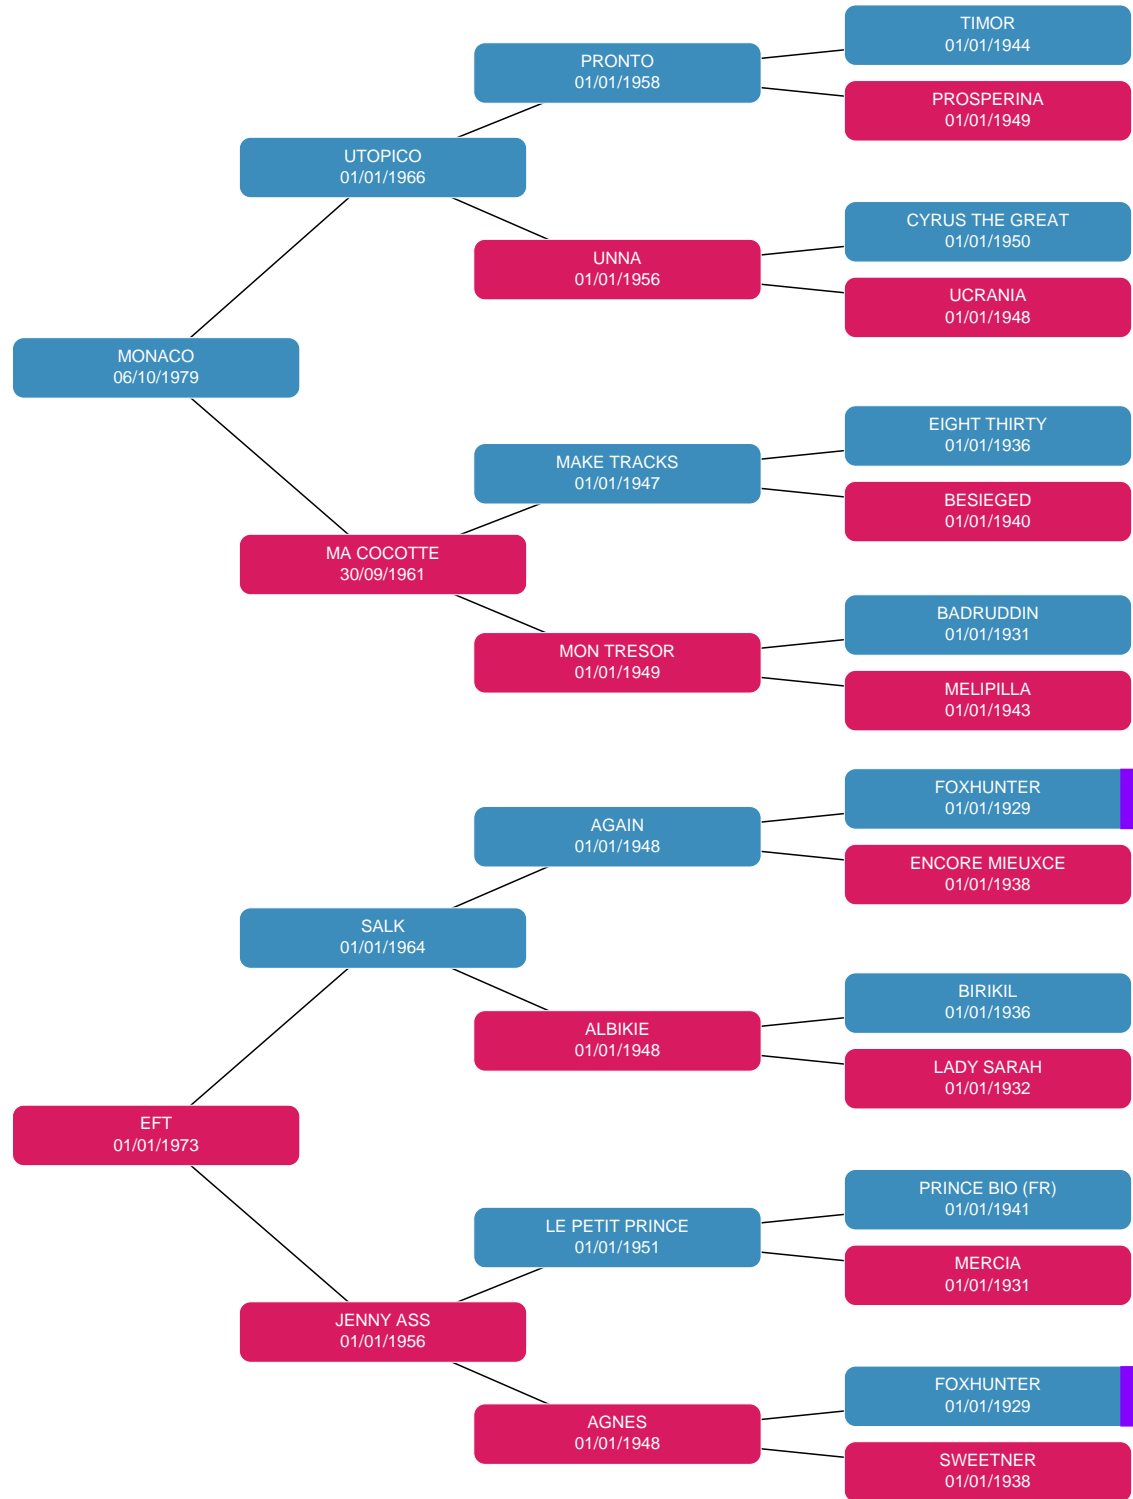 TIMOR
01/01/1944
PRONTO
01/01/1958
PROSPERINA
01/01/1949
UTOPICO
01/01/1966
CYRUS THE GREAT
01/01/1950
UNNA
01/01/1956
UCRANIA
01/01/1948
MONACO
06/10/1979
EIGHT THIRTY
01/01/1936
MAKE TRACKS
01/01/1947
BESIEGED
01/01/1940
MA COCOTTE
30/09/1961
BADRUDDIN
01/01/1931
MON TRESOR
01/01/1949
MELIPILLA
01/01/1943
FOXHUNTER
01/01/1929
AGAIN
01/01/1948
ENCORE MIEUXCE
01/01/1938
SALK
01/01/1964
BIRIKIL
01/01/1936
ALBIKIE
01/01/1948
LADY SARAH
01/01/1932
EFT
01/01/1973
PRINCE BIO (FR)
01/01/1941
LE PETIT PRINCE
01/01/1951
MERCIA
01/01/1931
JENNY ASS
01/01/1956
FOXHUNTER
01/01/1929
AGNES
01/01/1948
SWEETNER
01/01/1938